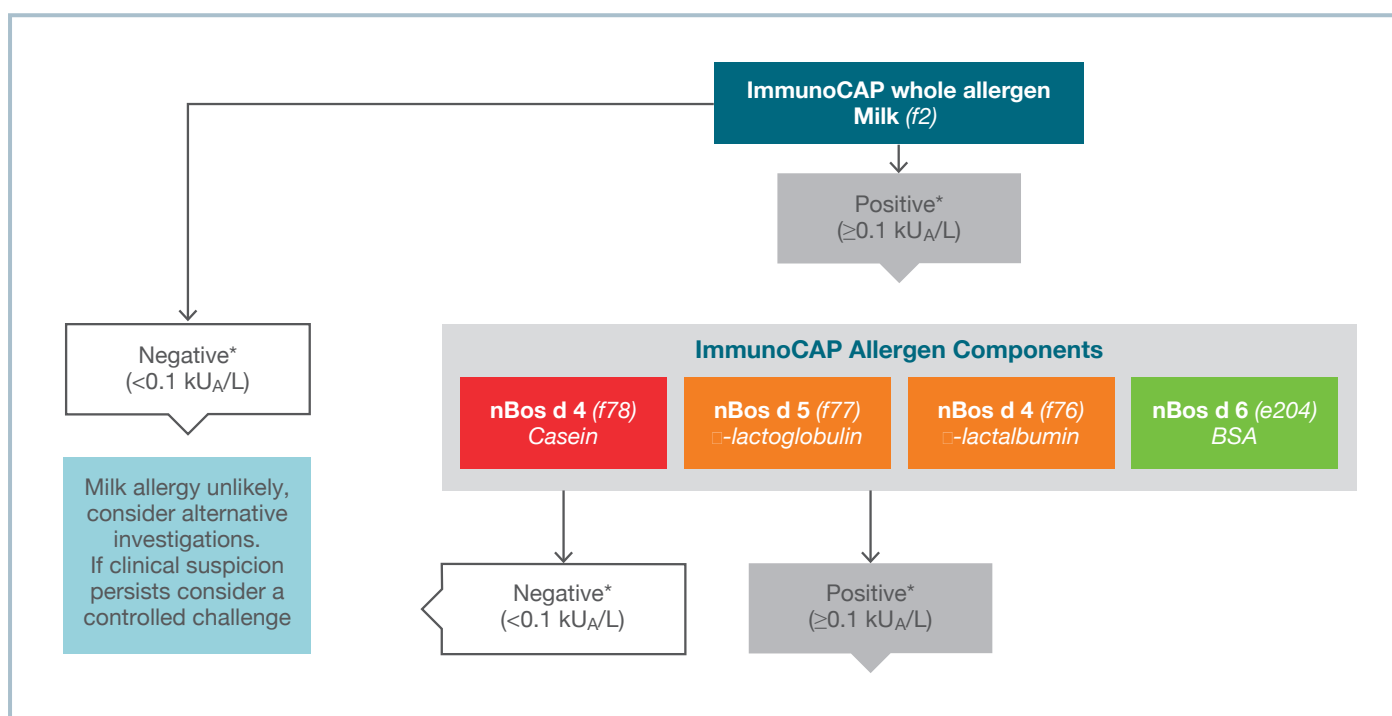 ImmunoCAP whole allergen
Milk (f2)
Positive*
(≥0.1 kUA/L)
Negative*
(<0.1 kUA/L)
Milk allergy unlikely,
consider alternative
investigations.
If clinical suspicion
persists consider a
controlled challenge
ImmunoCAP Allergen Components
nBos d 4 (f78)
Casein
nBos d 5 (f77)
□-lactoglobulin
nBos d 4 (f76)
□-lactalbumin
nBos d 6 (e204)
BSA
Negative*
(<0.1 kUA/L)
Positive*
(≥0.1 kUA/L)